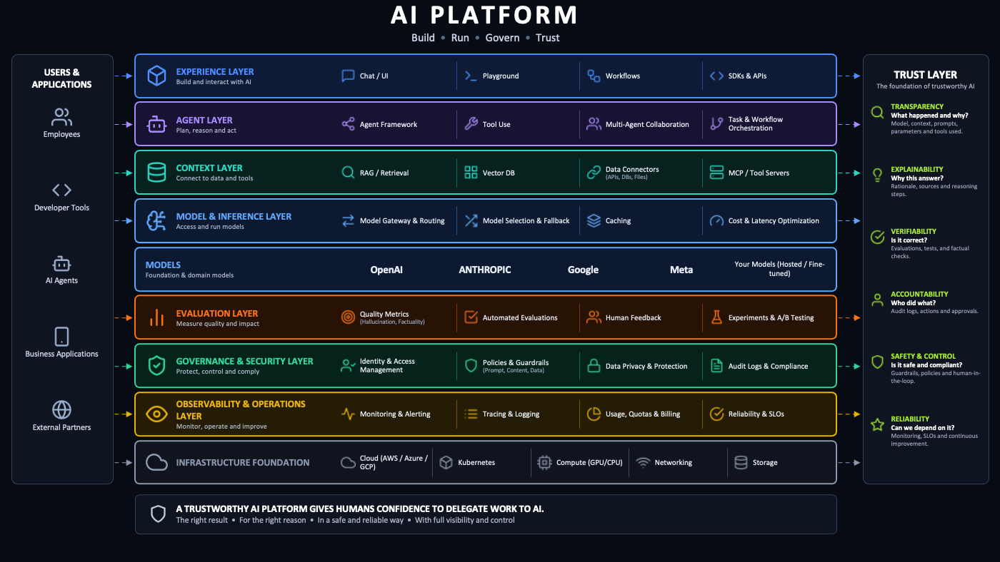 AI PLATFORM
Build • Run • Govern • Trust
USERS &
APPLICATIONS
Employees
Developer Tools
AI Agents
Business Applications
External Partners
EXPERIENCE LAYER
Build and interact with AI
Chat / UI
Playground
Workflows
SDKs & APIs
AGENT LAYER
Plan, reason and act
Agent Framework
Tool Use
Multi-Agent Collaboration
Task & Workflow
Orchestration
CONTEXT LAYER
Connect to data and tools
RAG / Retrieval
Vector DB
Data Connectors
(APIs, DBs, Files)
MCP / Tool Servers
MODEL & INFERENCE LAYER
Access and run models
Model Gateway & Routing
Model Selection & Fallback
Caching
Cost & Latency Optimization
MODELS
Foundation & domain models
OpenAI
ANTHROPIC
Google
Meta
Your Models (Hosted / Fine-
tuned)
EVALUATION LAYER
Measure quality and impact
Quality Metrics
(Hallucination, Factuality)
Automated Evaluations
Human Feedback
Experiments & A/B Testing
GOVERNANCE & SECURITY LAYER
Protect, control and comply
Identity & Access
Management
Policies & Guardrails
(Prompt, Content, Data)
Data Privacy & Protection
Audit Logs & Compliance
OBSERVABILITY & OPERATIONS
LAYER
Monitor, operate and improve
Monitoring & Alerting
Tracing & Logging
Usage, Quotas & Billing
Reliability & SLOs
INFRASTRUCTURE FOUNDATION
Cloud (AWS / Azure /
GCP)
Kubernetes
Compute (GPU/CPU)
Networking
Storage
A TRUSTWORTHY AI PLATFORM GIVES HUMANS CONFIDENCE TO DELEGATE WORK TO AI.
The right result • For the right reason • In a safe and reliable way • With full visibility and control
TRUST LAYER
The foundation of trustworthy AI
TRANSPARENCY
What happened and why?
Model, context, prompts,
parameters and tools used.
EXPLAINABILITY
Why this answer?
Rationale, sources and reasoning
steps.
VERIFIABILITY
Is it correct?
Evaluations, tests, and factual
checks.
ACCOUNTABILITY
Who did what?
Audit logs, actions and approvals.
SAFETY & CONTROL
Is it safe and compliant?
Guardrails, policies and human-in-
the-loop.
RELIABILITY
Can we depend on it?
Monitoring, SLOs and continuous
improvement.